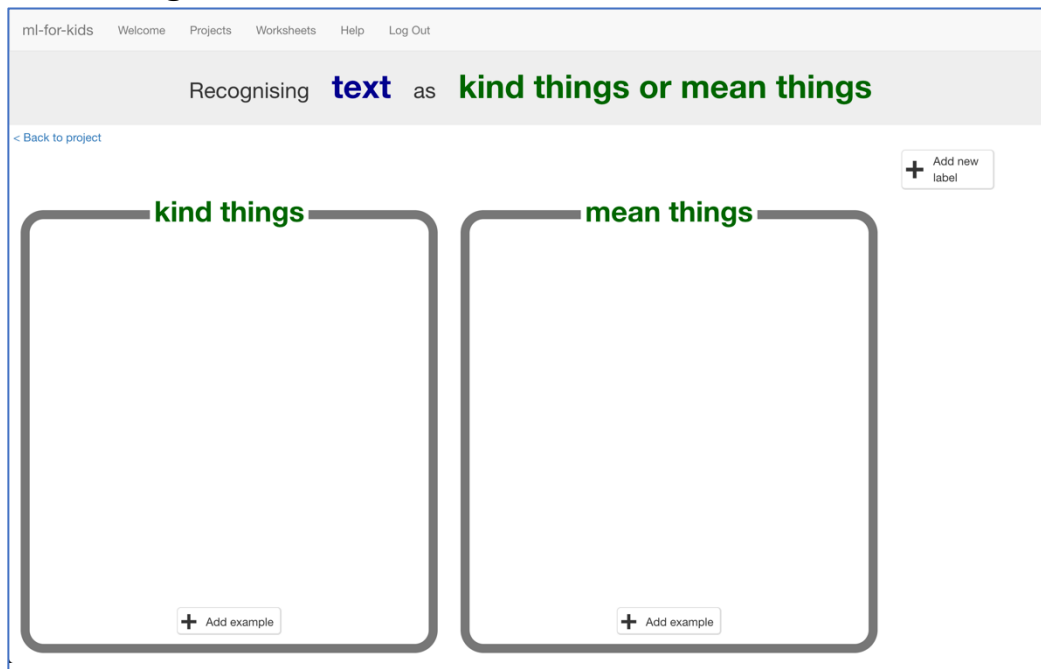 ml-for-kids Welcome Projects Worksheets Help Log Out
Recognising text as kind things or mean things
< Back to project
Add new
label
kind things mean things
Add example Add example